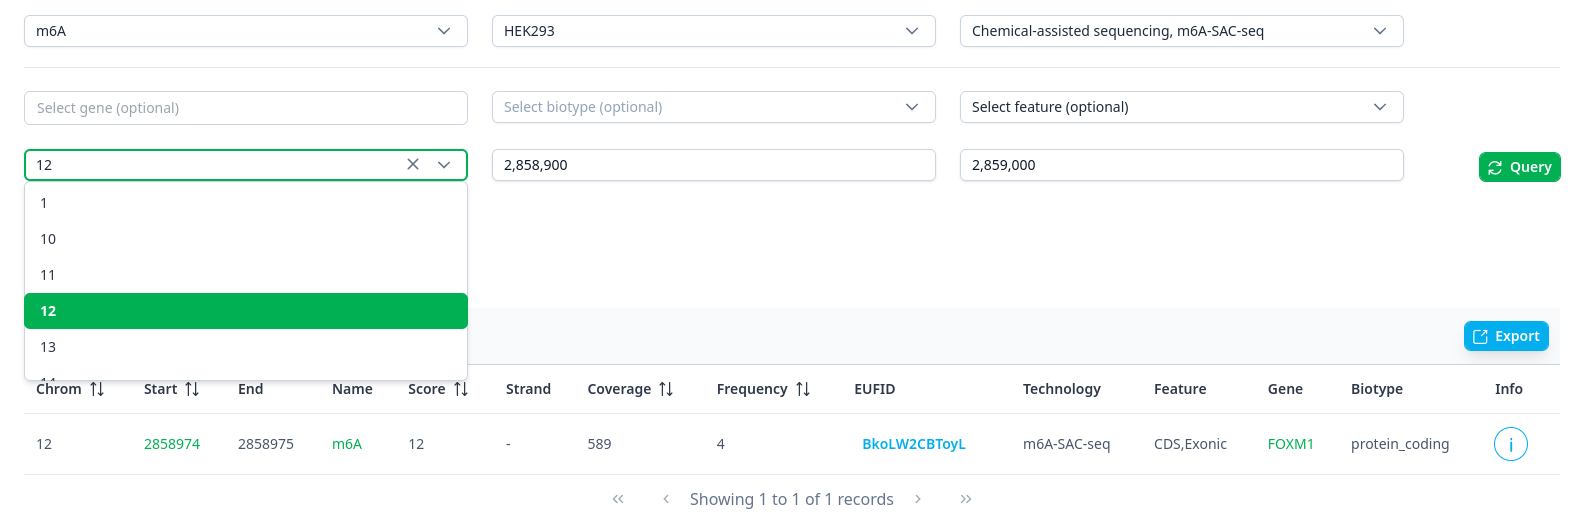 m6A HEK293 Chemical-assisted sequencing, m6A-SAC-seq
Select gene (optional) Select biotype (optional) Select feature (optional)
12 2,858,900 2,859,000 Query
1
10
11
12
13
Export
Chrom Start End Name Score Strand Coverage Frequency EUFID Technology Feature Gene Biotype Info
12 2858974 2858975 m6A 12 - 589 4 BkoLW2CBToyL m6A-SAC-seq CDS,Exonic FOXM1 protein_coding i
Showing 1 to 1 of 1 records